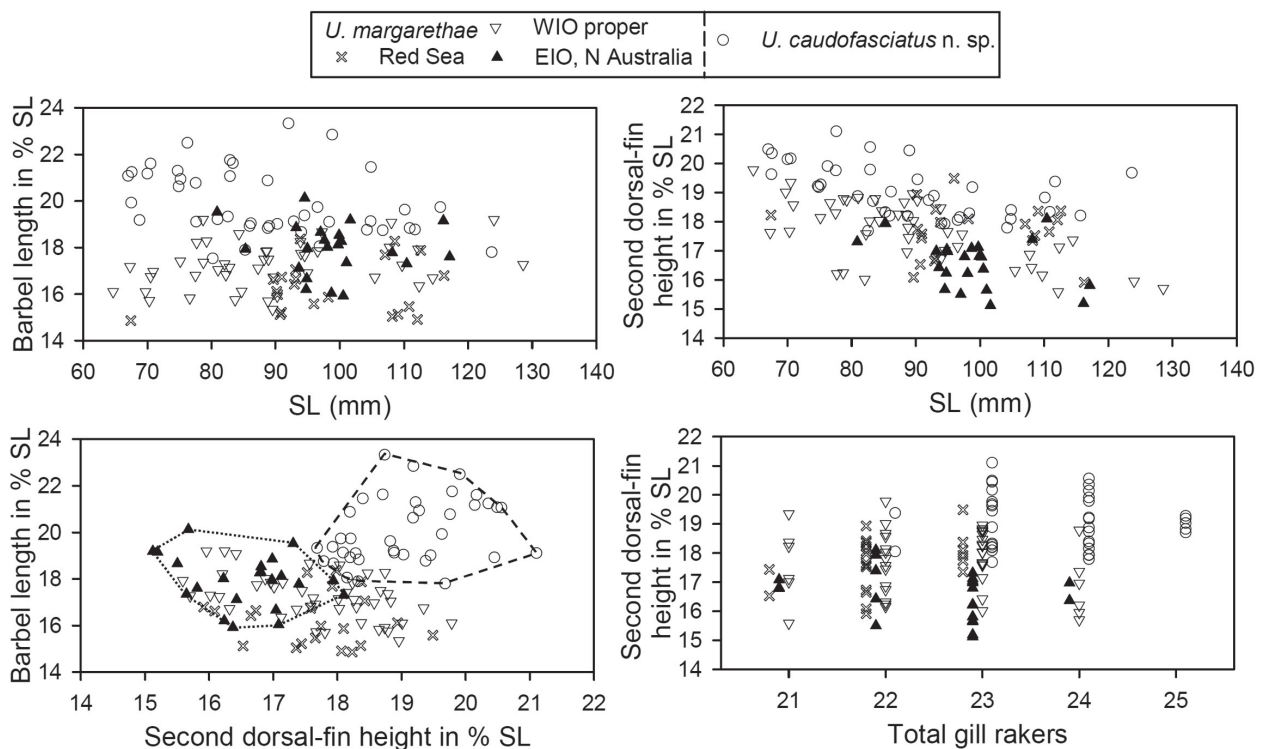 U. margarethae ▽ WIO proper ○ U. caudofasciatus n. sp.
Red Sea ▲ EIO, N Australia
Barbel length in % SL
24
22
20
18
16
14
60 70 80 90 100 110 120 130 140
SL (mm)
Second dorsal-fin
height in % SL
22
21
20
19
18
17
16
15
14
60 70 80 90 100 110 120 130 140
SL (mm)
Barbel length in % SL
24
22
20
18
16
14
14 15 16 17 18 19 20 21 22
Second dorsal-fin height in % SL
Second dorsal-fin
height in % SL
22
21
20
19
18
17
16
15
14
21 22 23 24 25
Total gill rakers